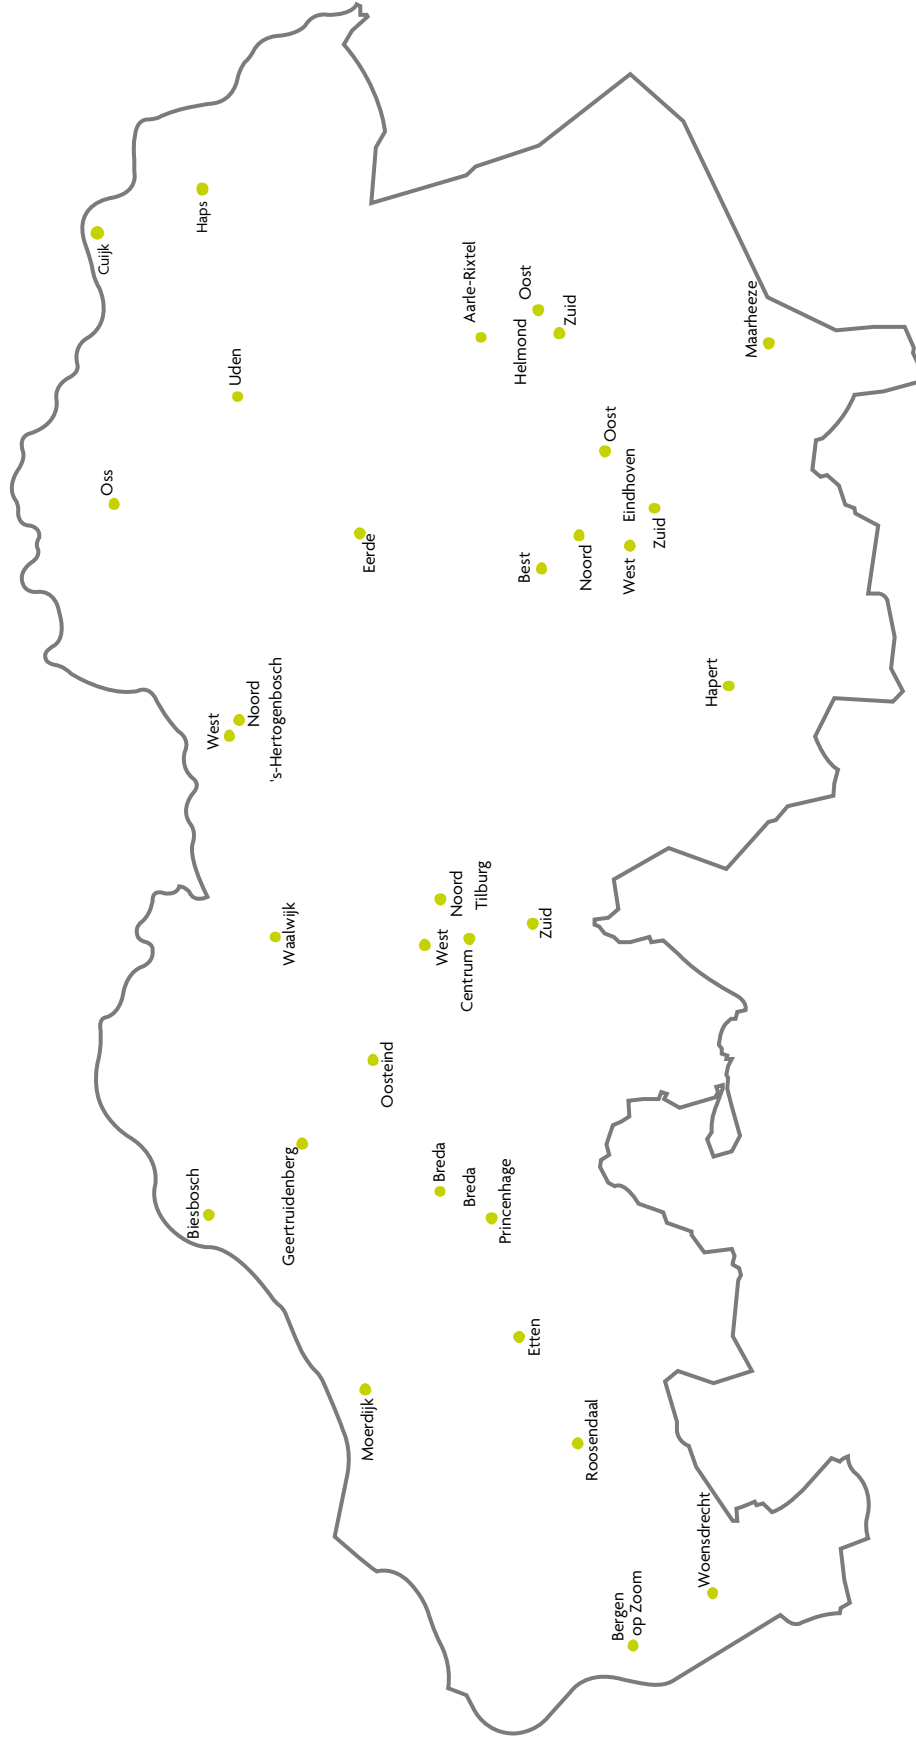 Cuijk
Haps
Oss
Uden
Eerde
West
Noord
's-Hertogenbosch
Aarle-Rixtel
Helmond
Oost
Zuid
Best
Noord
West
Eindhoven
Oost
Zuid
Maarheeze
Hapert
Waalwijk
West
Noord
Tilburg
Centrum
Zuid
Oosteind
Geertruidenberg
Biesbosch
Breda
Breda
Princenhage
Etten
Moerdijk
Roosendaal
Bergen
op Zoom
Woensdrecht